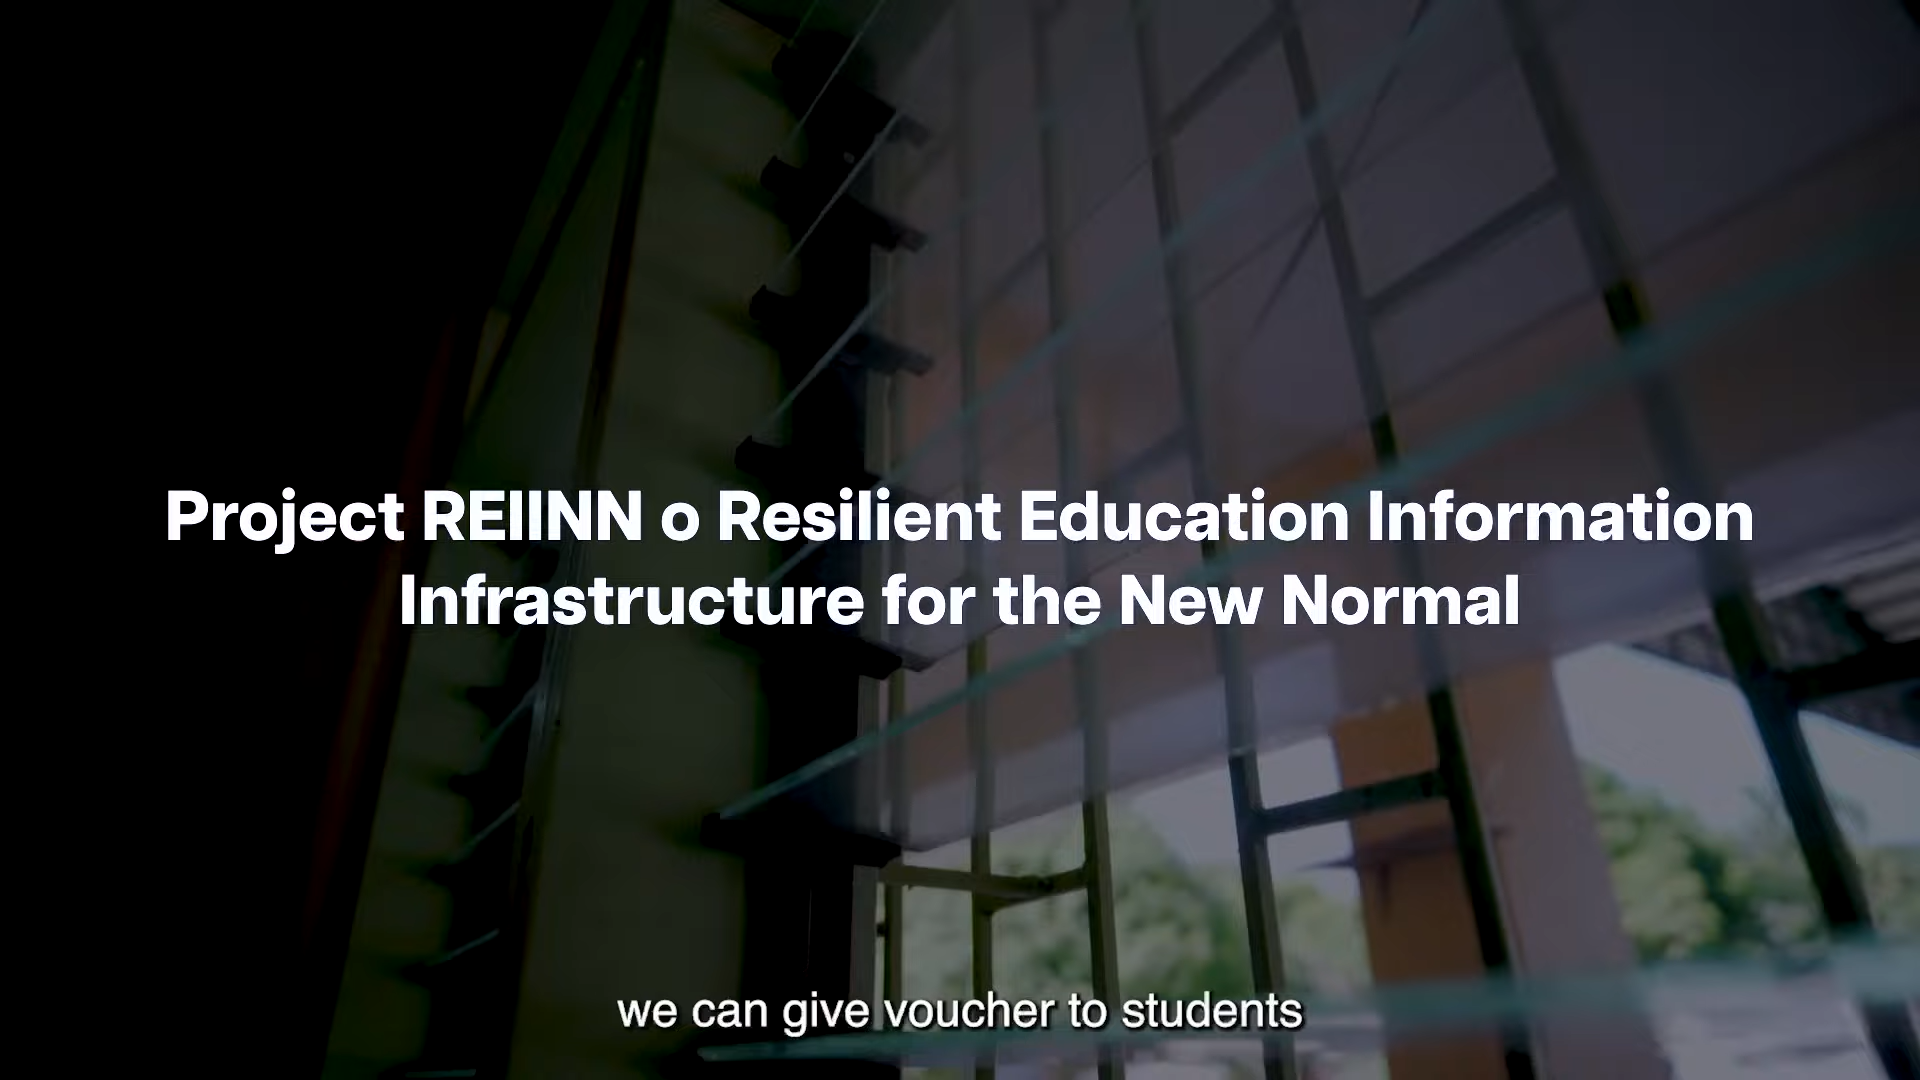 Project REIINN o Resilient Education Information
Infrastructure for the New Normal
we can give voucher to students